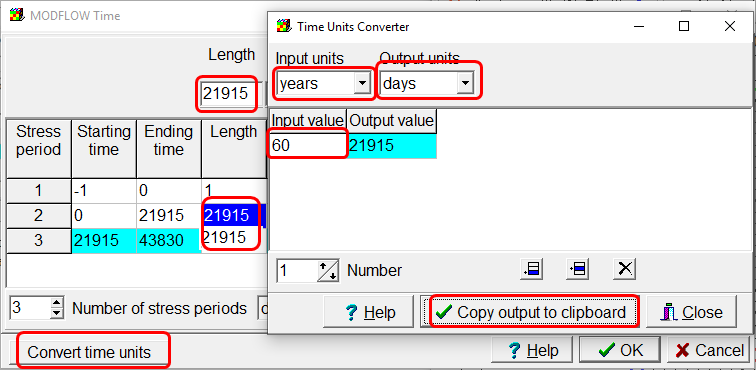 MODFLOW Time
Length
21915
Stress period Starting time Ending time Length
1 -1 0 1
2 0 21915 21915
3 21915 43830 21915
3 Number of stress periods
Convert time units
Help OK Cancel
Time Units Converter
Input units Output units
years days
Input value Output value
60 21915
1 Number
Help Copy output to clipboard Close